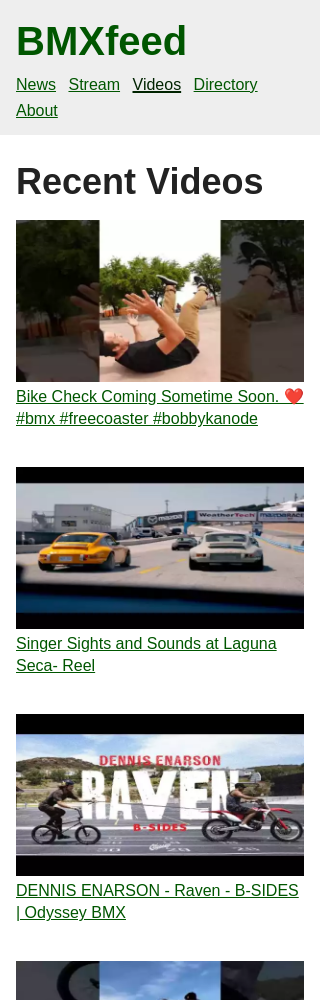 BMXfeed
News Stream Videos Directory
About
Recent Videos
Bike Check Coming Sometime Soon. ❤️
#bmx #freecoaster #bobbykanode
WeatherTech
Singer Sights and Sounds at Laguna
Seca- Reel
DENNIS ENARSON
RAVEN
B-SIDES
DENNIS ENARSON - Raven - B-SIDES
| Odyssey BMX